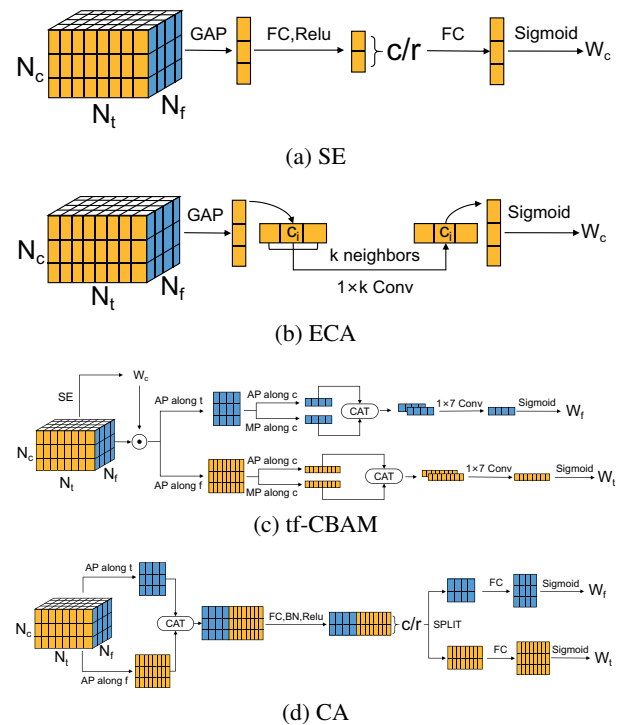 GAP FC,Relu c/r FC Sigmoid W_c
N_c
N_t N_f
(a) SE
GAP C_i C_i Sigmoid W_c
N_c
k neighbors
N_t N_f
1×k Conv
(b) ECA
SE W_c
AP along t AP along c CAT 1×7 Conv Sigmoid W_f
MP along c
N_c
N_t N_f
AP along f AP along c CAT 1×7 Conv Sigmoid W_t
MP along c
(c) tf-CBAM
AP along t FC Sigmoid W_f
N_c
N_t N_f
CAT FC,BN,Relu c/r SPLIT
AP along f FC Sigmoid W_t
(d) CA